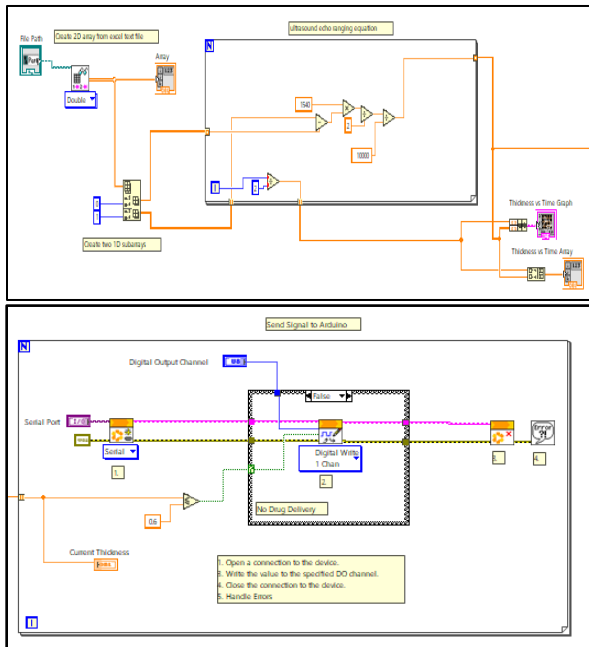 File Path
Create 2D array from excel text file
Array
Double
Create two 1D subarrays
0
1
ultrasound echo ranging equation
N
1540
2
10000
i
2
Thickness vs Time Graph
Thickness vs Time Array
Send Signal to Arduino
N
Digital Output Channel
Serial Port
I/O
Serial
1.
False
Digital Write
1 Chan
2.
No Drug Delivery
3.
Error
?!
4.
0.6
Current Thickness
1. Open a connection to the device.
3. Write the value to the specified DO channel.
4. Close the connection to the device.
5. Handle Errors
i